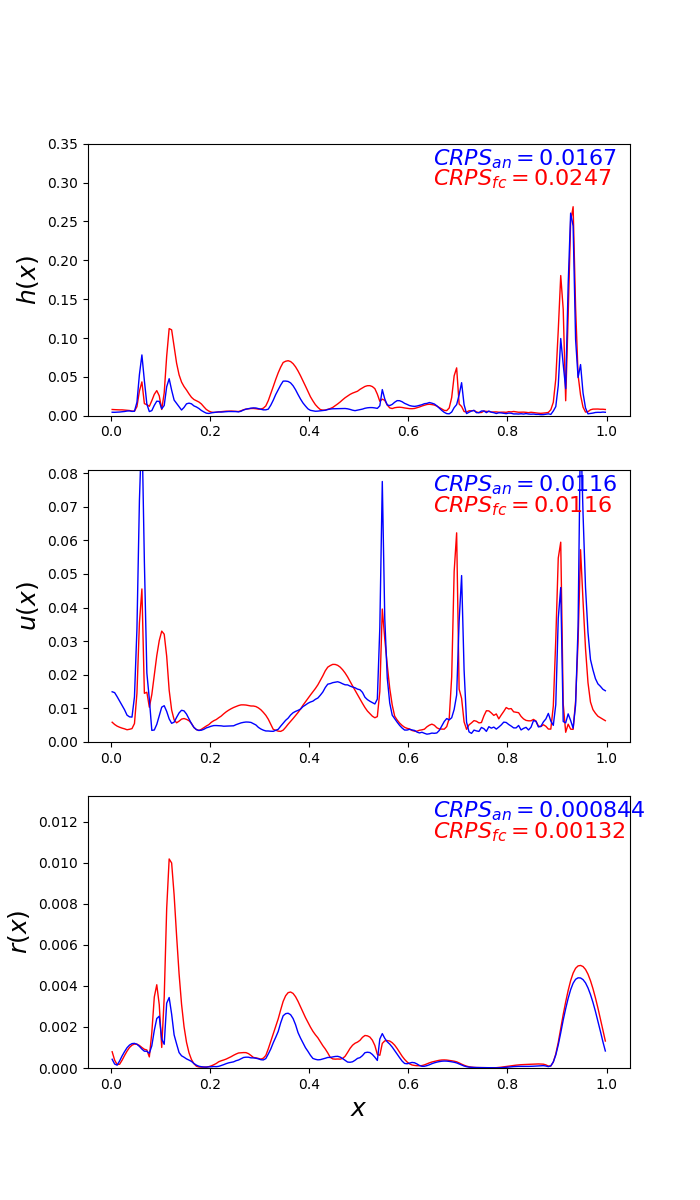 CRPS_an = 0.0167
CRPS_fc = 0.0247
0.35
0.30
0.25
0.20
0.15
0.10
0.05
0.00
h(x)
0.0 0.2 0.4 0.6 0.8 1.0
CRPS_an = 0.0116
CRPS_fc = 0.0116
0.08
0.07
0.06
0.05
0.04
0.03
0.02
0.01
0.00
u(x)
0.0 0.2 0.4 0.6 0.8 1.0
CRPS_an = 0.000844
CRPS_fc = 0.00132
0.012
0.010
0.008
0.006
0.004
0.002
0.000
r(x)
0.0 0.2 0.4 0.6 0.8 1.0
x